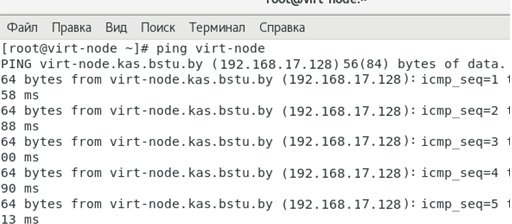 root@virt-node:~
Файл Правка Вид Поиск Терминал Справка
[root@virt-node ~]# ping virt-node
PING virt-node.kas.bstu.by (192.168.17.128) 56(84) bytes of data.
64 bytes from virt-node.kas.bstu.by (192.168.17.128): icmp_seq=1 t
58 ms
64 bytes from virt-node.kas.bstu.by (192.168.17.128): icmp_seq=2 t
88 ms
64 bytes from virt-node.kas.bstu.by (192.168.17.128): icmp_seq=3 t
00 ms
64 bytes from virt-node.kas.bstu.by (192.168.17.128): icmp_seq=4 t
90 ms
64 bytes from virt-node.kas.bstu.by (192.168.17.128): icmp_seq=5 t
13 ms